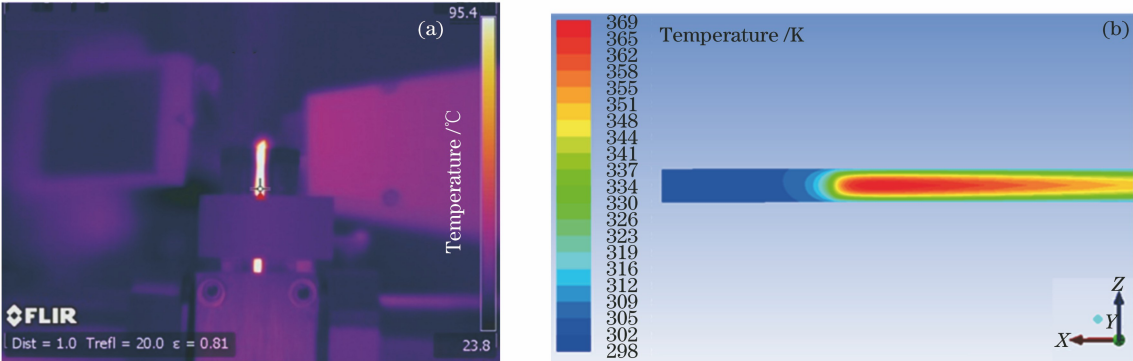 95.4
(a)
Temperature /℃
FLIR
Dist = 1.0 Trefl = 20.0 ε = 0.81
23.8
369
365
362
358
355
351
348
344
341
337
334
330
326
323
319
316
312
309
305
302
298
Temperature /K
(b)
Z
Y
X